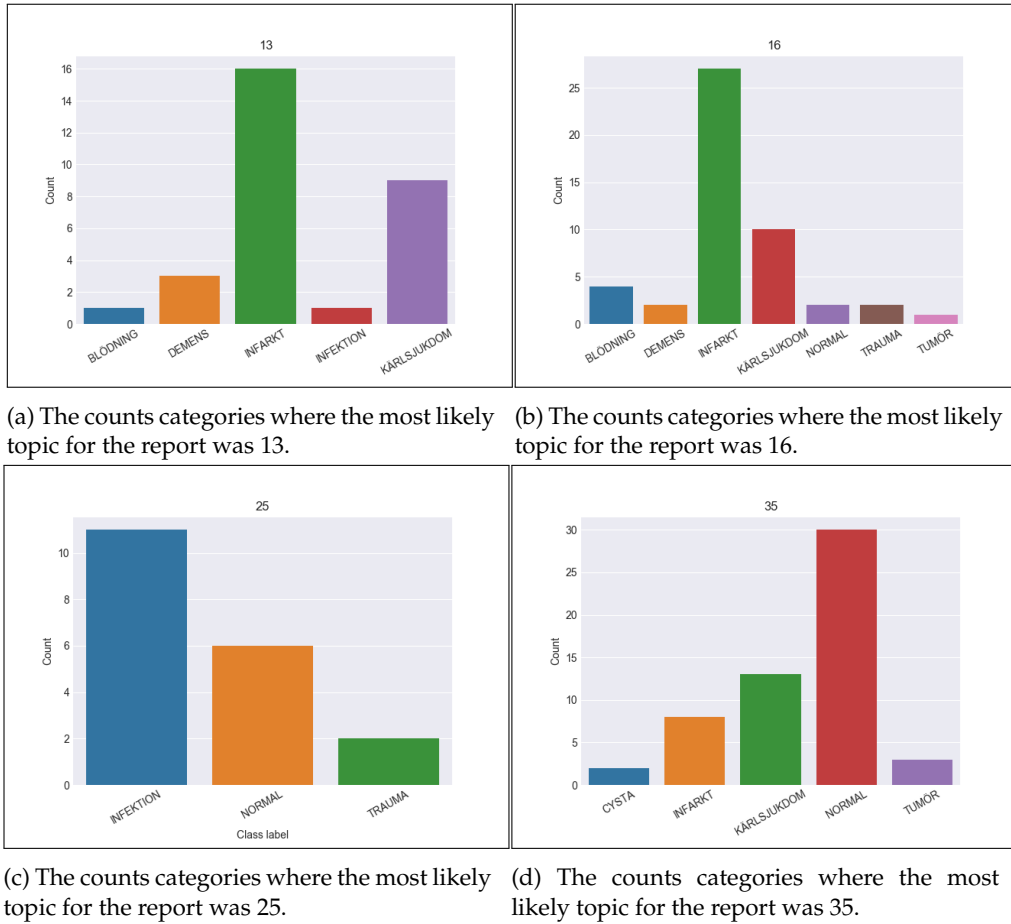 13
16
14
12
10
8
6
4
2
0
Count
BLÖDNING
DEMENS
INFARKT
INFEKTION
KÄRLSJUKDOM
(a) The counts categories where the most likely
topic for the report was 13.
16
25
20
15
10
5
0
Count
BLÖDNING
DEMENS
INFARKT
KÄRLSJUKDOM
NORMAL
TRAUMA
TUMÖR
(b) The counts categories where the most likely
topic for the report was 16.
25
10
8
6
4
2
0
Count
INFEKTION
NORMAL
TRAUMA
Class label
(c) The counts categories where the most likely
topic for the report was 25.
35
30
25
20
15
10
5
0
Count
CYSTA
INFARKT
KÄRLSJUKDOM
NORMAL
TUMÖR
(d) The counts categories where the most
likely topic for the report was 35.